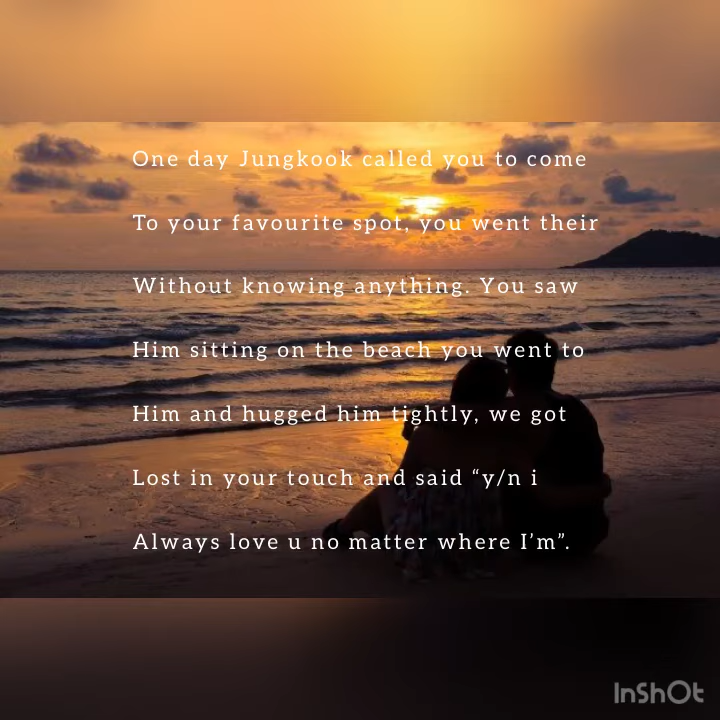 One day Jungkook called you to come
To your favourite spot, you went their
Without knowing anything. You saw
Him sitting on the beach you went to
Him and hugged him tightly, we got
Lost in your touch and said “y/n i
Always love u no matter where I’m”.
InShOt